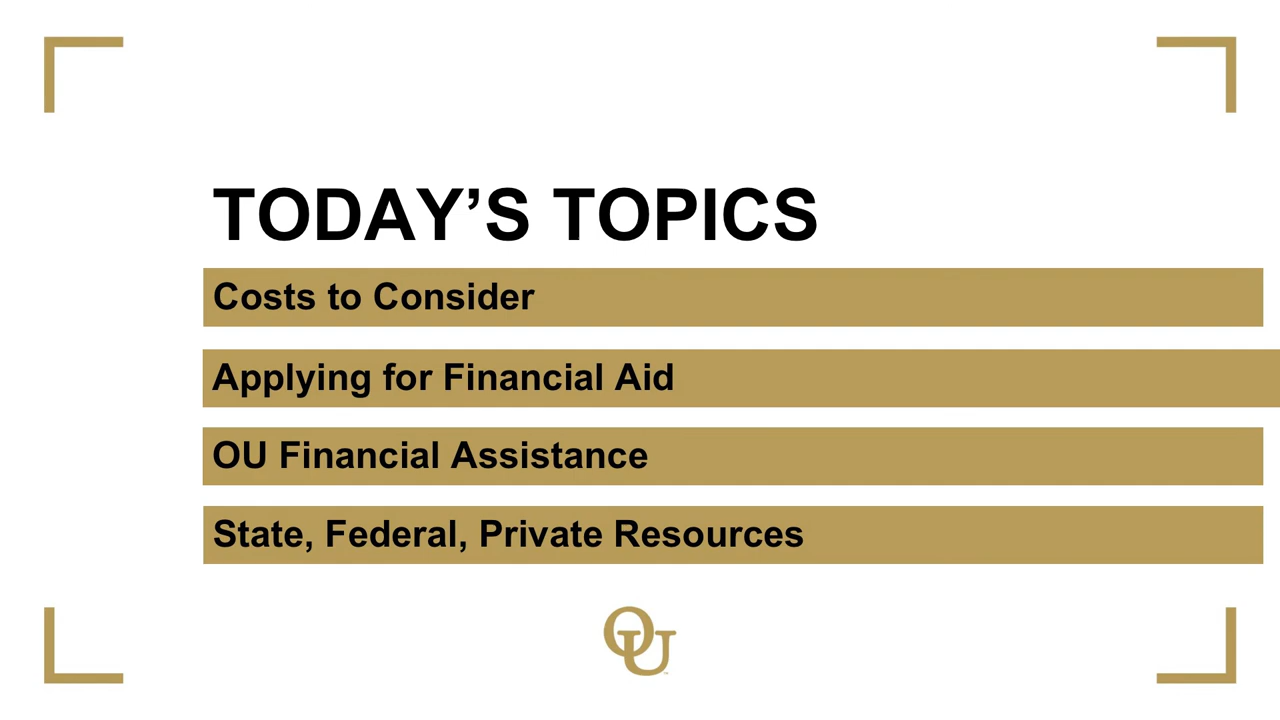 TODAY’S TOPICS
Costs to Consider
Applying for Financial Aid
OU Financial Assistance
State, Federal, Private Resources
OU